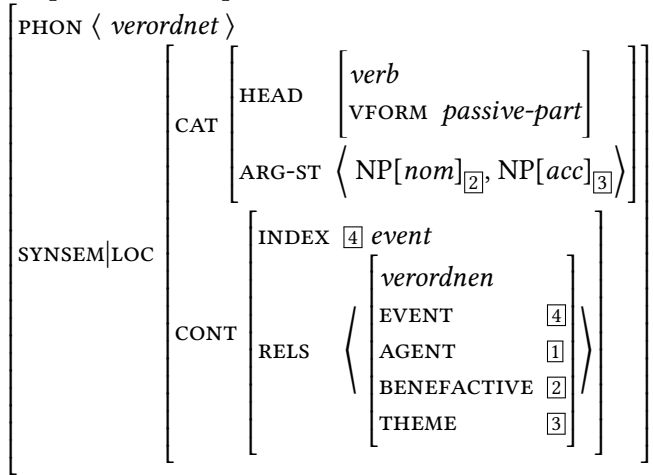 PHON ⟨ verordnet ⟩
SYNSEM|LOC
CAT
HEAD
verb
VFORM passive-part
ARG-ST ⟨ NP[nom]2, NP[acc]3 ⟩
CONT
INDEX 4 event
RELS ⟨
verordnen
EVENT 4
AGENT 1
BENEFACTIVE 2
THEME 3
⟩